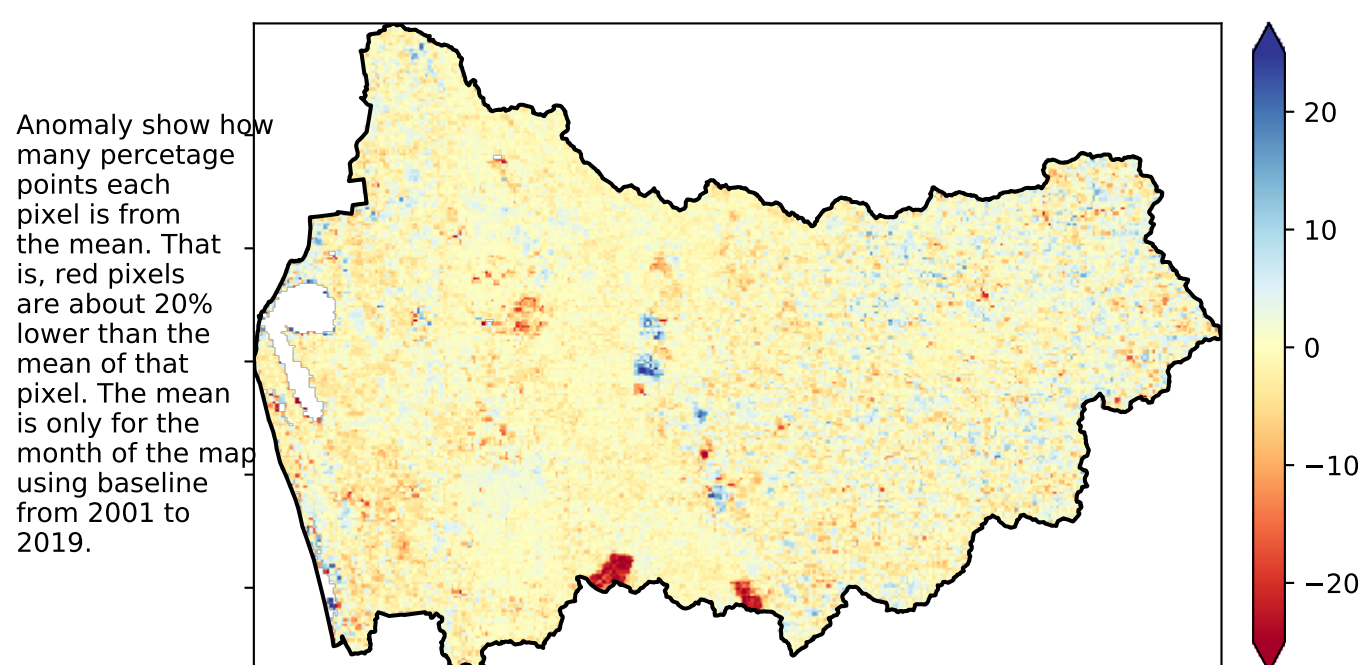 Anomaly show how
many percetage
points each
pixel is from
the mean. That
is, red pixels
are about 20%
lower than the
mean of that
pixel. The mean
is only for the
month of the map
using baseline
from 2001 to
2019.
20
10
0
−10
−20